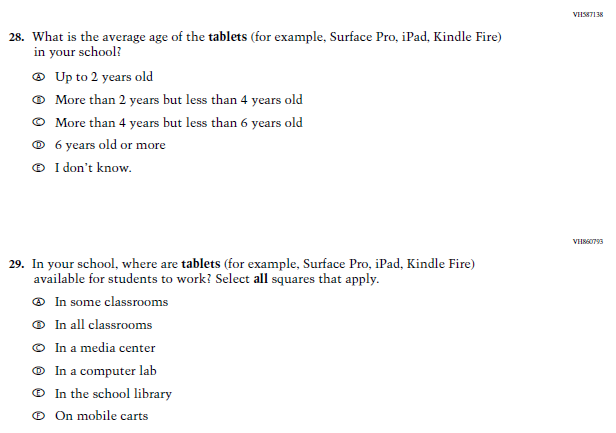 VH587138
28. What is the average age of the tablets (for example, Surface Pro, iPad, Kindle Fire)
in your school?
A Up to 2 years old
B More than 2 years but less than 4 years old
C More than 4 years but less than 6 years old
D 6 years old or more
E I don't know.
VH860793
29. In your school, where are tablets (for example, Surface Pro, iPad, Kindle Fire)
available for students to work? Select all squares that apply.
A In some classrooms
B In all classrooms
C In a media center
D In a computer lab
E In the school library
F On mobile carts